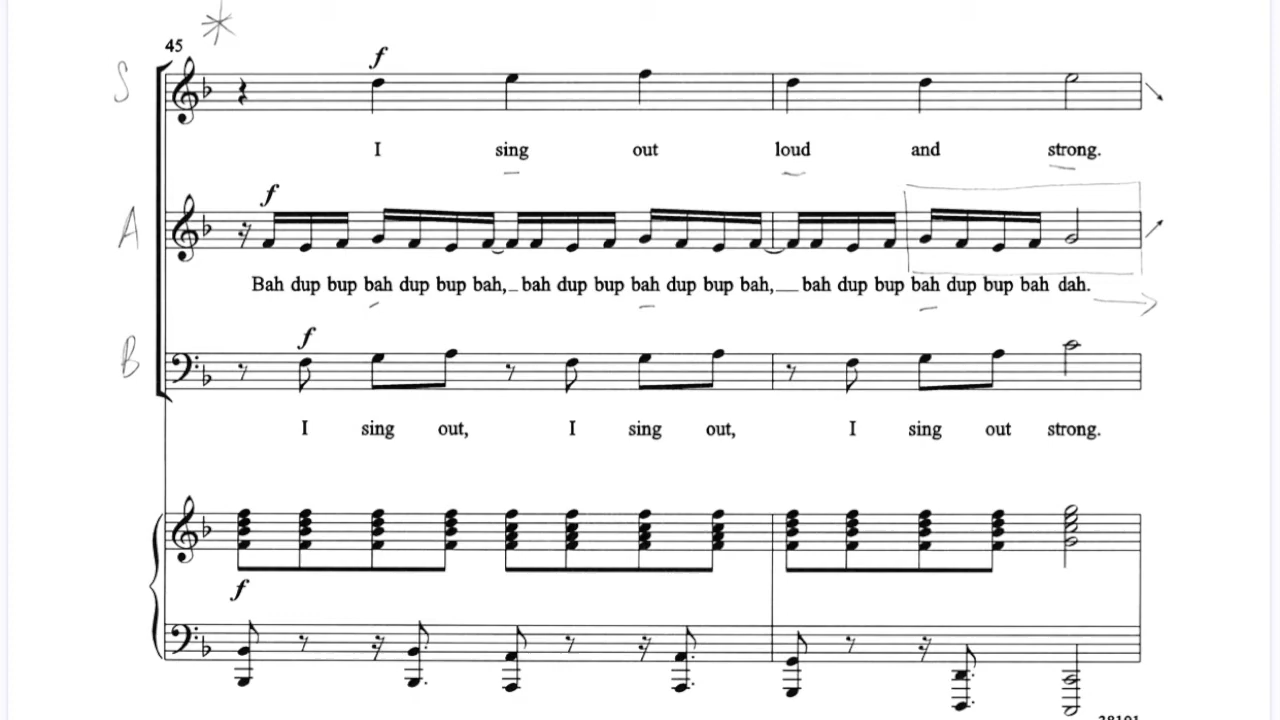 45
f
S
I sing out loud and strong.
f
A
Bah dup bup bah dup bup bah, bah dup bup bah dup bup bah, bah dup bup bah dup bup bah dah.
f
B
I sing out, I sing out, I sing out strong.
f
38101